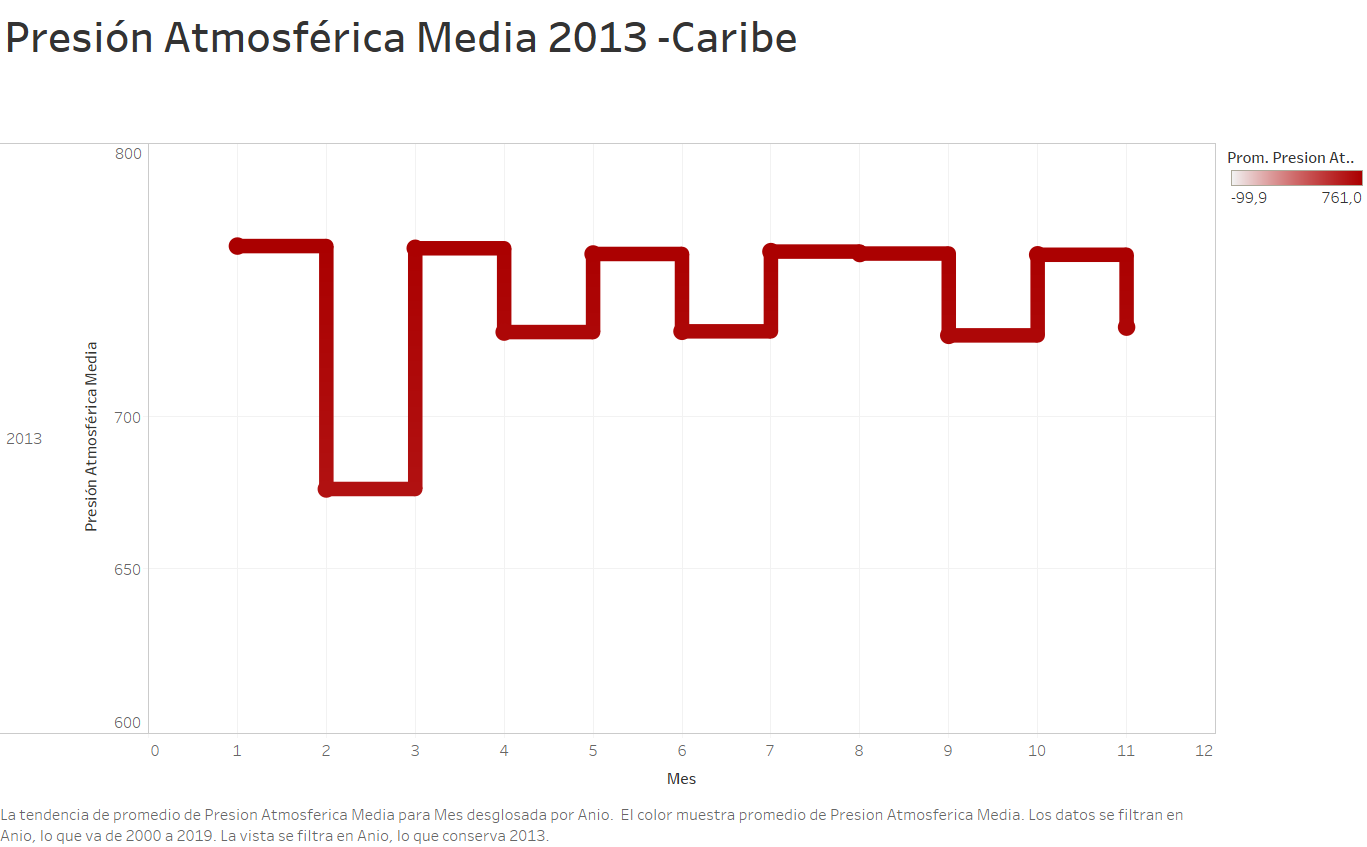 Presión Atmosférica Media 2013 -Caribe
Prom. Presion At..
-99,9 761,0
800
700
650
600
2013
Presión Atmosférica Media
0 1 2 3 4 5 6 7 8 9 10 11 12
Mes
La tendencia de promedio de Presion Atmosferica Media para Mes desglosada por Anio.  El color muestra promedio de Presion Atmosferica Media. Los datos se filtran en
Anio, lo que va de 2000 a 2019. La vista se filtra en Anio, lo que conserva 2013.